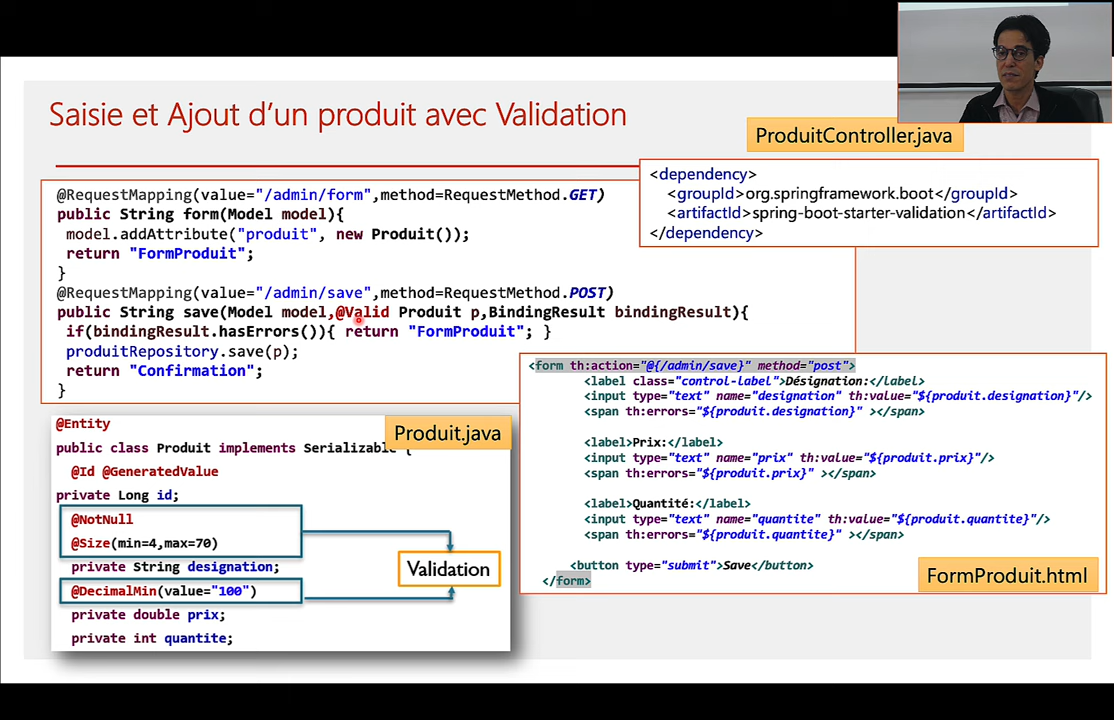 Saisie et Ajout d’un produit avec Validation
ProduitController.java
<dependency>
<groupId>org.springframework.boot</groupId>
<artifactId>spring-boot-starter-validation</artifactId>
</dependency>
@RequestMapping(value="/admin/form",method=RequestMethod.GET)
public String form(Model model){
model.addAttribute("produit", new Produit());
return "FormProduit";
}
@RequestMapping(value="/admin/save",method=RequestMethod.POST)
public String save(Model model,@Valid Produit p,BindingResult bindingResult){
if(bindingResult.hasErrors()){ return "FormProduit"; }
produitRepository.save(p);
return "Confirmation";
}
Produit.java
@Entity
public class Produit implements Serializable {
@Id @GeneratedValue
private Long id;
@NotNull
@Size(min=4,max=70)
private String designation;
@DecimalMin(value="100")
private double prix;
private int quantite;
Validation
<form th:action="@{/admin/save}" method="post">
<label class="control-label">Désignation:</label>
<input type="text" name="designation" th:value="${produit.designation}"/>
<span th:errors="${produit.designation}" ></span>
<label>Prix:</label>
<input type="text" name="prix" th:value="${produit.prix}"/>
<span th:errors="${produit.prix}" ></span>
<label>Quantité:</label>
<input type="text" name="quantite" th:value="${produit.quantite}"/>
<span th:errors="${produit.quantite}" ></span>
<button type="submit">Save</button>
</form>
FormProduit.html